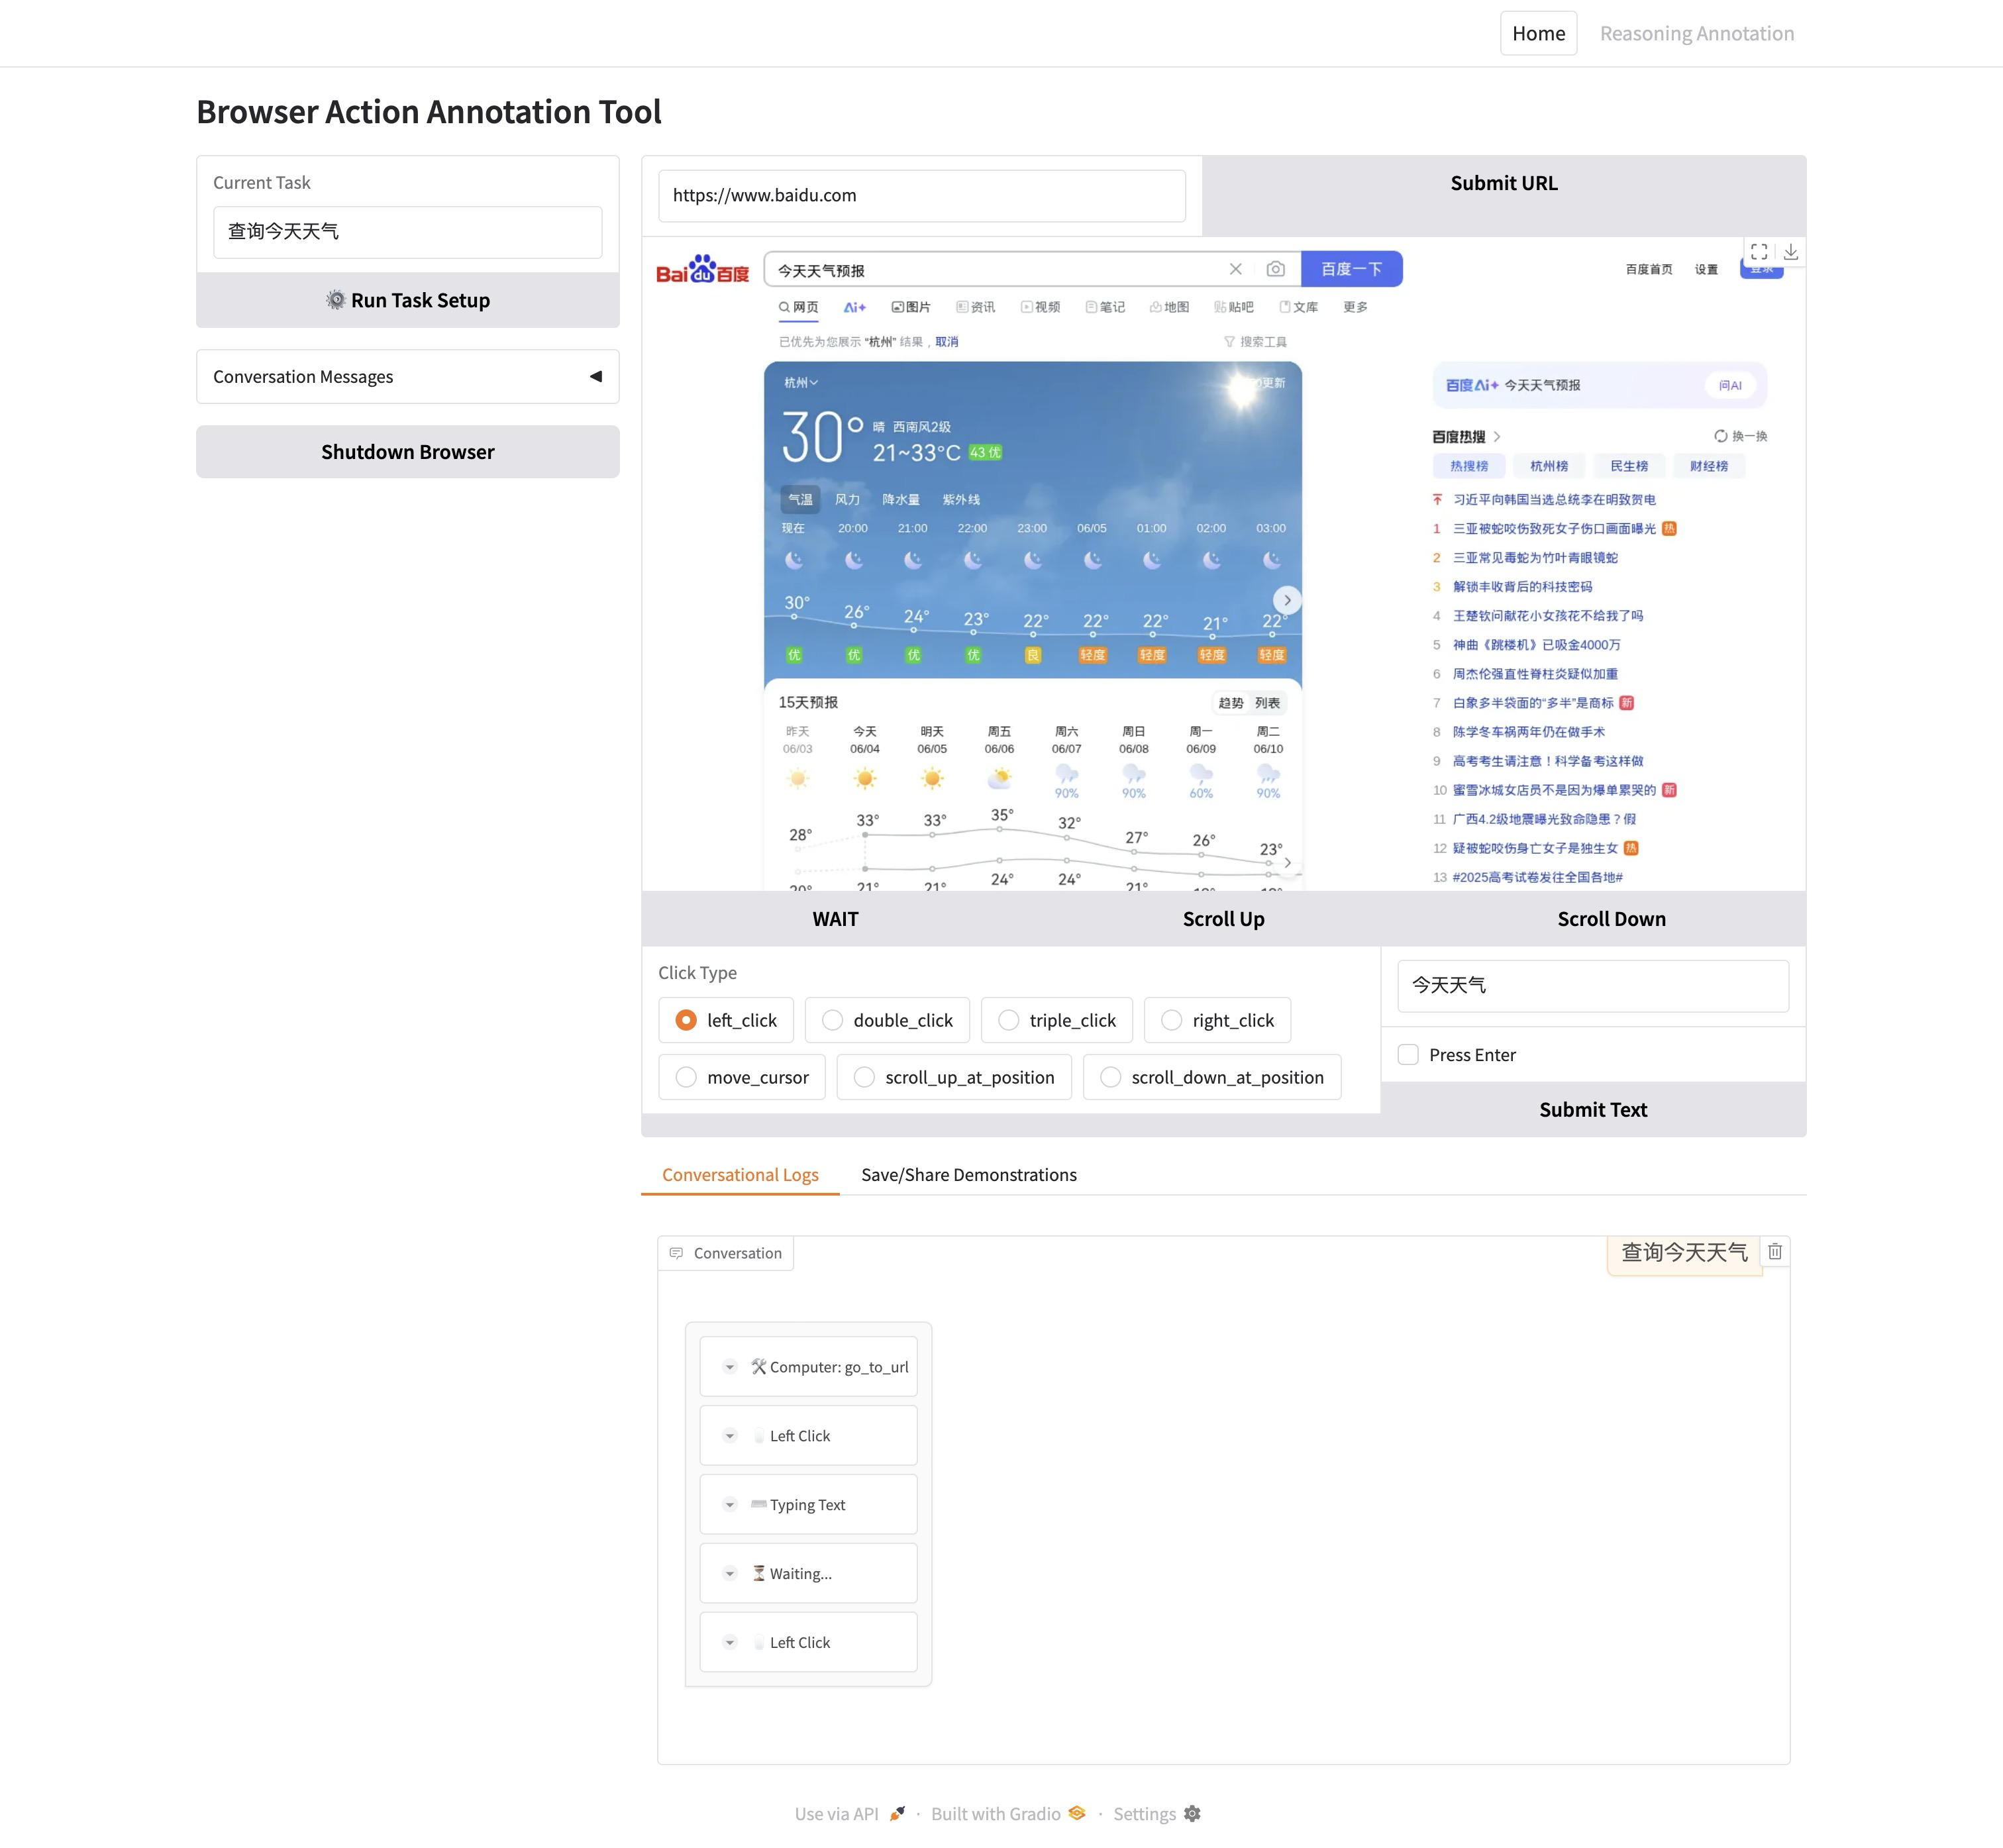 Home
Reasoning Annotation
Browser Action Annotation Tool
Current Task
查询今天天气
Run Task Setup
Conversation Messages
Shutdown Browser
https://www.baidu.com
Submit URL
Bai du 百度
今天天气预报
百度一下
百度首页 设置
网页 Ai+ 图片 资讯 视频 笔记 地图 贴吧 文库 更多
已优先为您展示 “杭州” 结果，取消
搜索工具
杭州
更新
30°
晴 西南风2级
21~33°C 43 优
气温 风力 降水量 紫外线
现在 20:00 21:00 22:00 23:00 06/05 01:00 02:00 03:00
30° 26° 24° 23° 22° 22° 22° 21° 22°
优 优 优 优 良 轻度 轻度 轻度 轻度
15天预报
趋势 列表
昨天 今天 明天 周五 周六 周日 周一 周二
06/03 06/04 06/05 06/06 06/07 06/08 06/09 06/10
90% 90% 60% 90%
28° 33° 33° 35° 32° 27° 26° 23°
21° 21° 24° 24° 21°
百度Ai+ 今天天气预报
问AI
百度热搜
换一换
热搜榜 杭州榜 民生榜 财经榜
习近平向韩国当选总统李在明致贺电
1 三亚被蛇咬伤致死女子伤口画面曝光 热
2 三亚常见毒蛇为竹叶青眼镜蛇
3 解锁丰收背后的科技密码
4 王楚钦问献花小女孩花不给我了吗
5 神曲《跳楼机》已吸金4000万
6 周杰伦强直性脊柱炎疑似加重
7 白象多半袋面的“多半”是商标 新
8 陈学冬车祸两年仍在做手术
9 高考考生请注意！科学备考这样做
10 蜜雪冰城女店员不是因为爆单累哭的 新
11 广西4.2级地震曝光致命隐患？假
12 疑被蛇咬伤身亡女子是独生女 热
13 #2025高考试卷发往全国各地#
WAIT
Scroll Up
Scroll Down
Click Type
left_click
double_click
triple_click
right_click
move_cursor
scroll_up_at_position
scroll_down_at_position
今天天气
Press Enter
Submit Text
Conversational Logs
Save/Share Demonstrations
Conversation
查询今天天气
Computer: go_to_url
Left Click
Typing Text
Waiting...
Left Click
Use via API · Built with Gradio · Settings